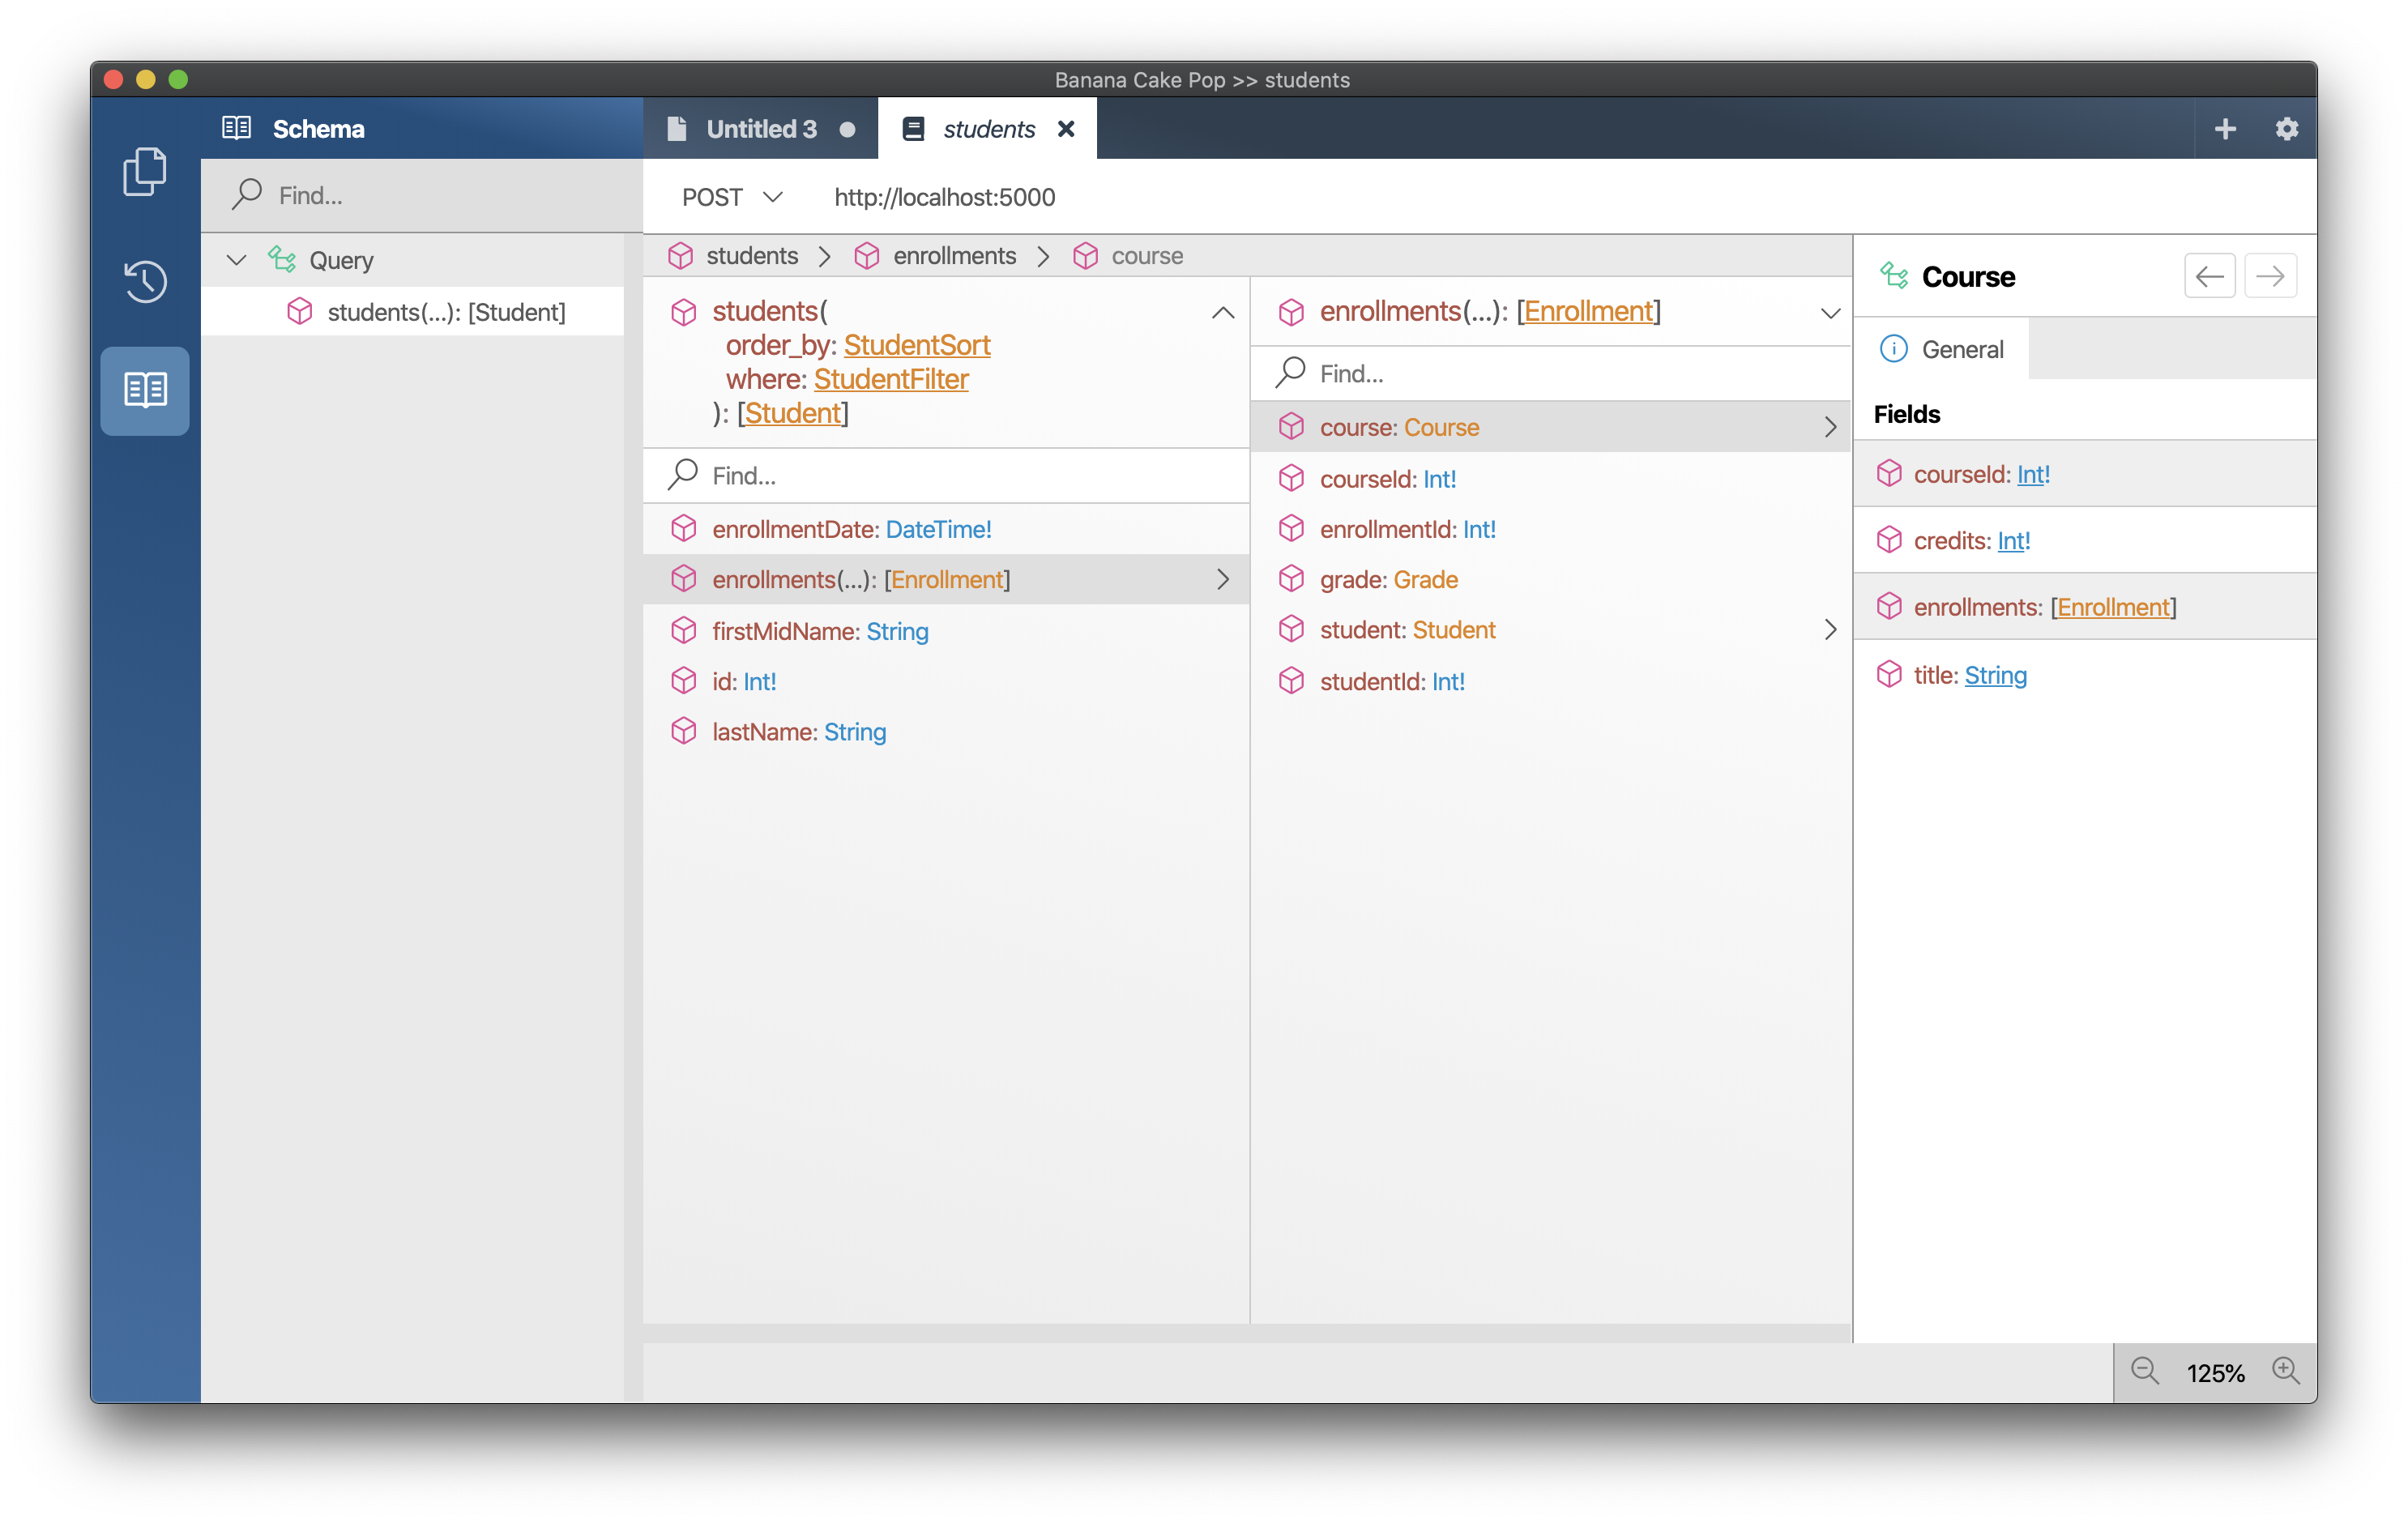 Banana Cake Pop >> students
Schema
Untitled 3
students
Find...
POST
http://localhost:5000
Query
students(...): [Student]
students
enrollments
course
students(
order_by: StudentSort
where: StudentFilter
): [Student]
Find...
enrollmentDate: DateTime!
enrollments(...): [Enrollment]
firstMidName: String
id: Int!
lastName: String
enrollments(...): [Enrollment]
Find...
course: Course
courseId: Int!
enrollmentId: Int!
grade: Grade
student: Student
studentId: Int!
Course
General
Fields
courseId: Int!
credits: Int!
enrollments: [Enrollment]
title: String
125%